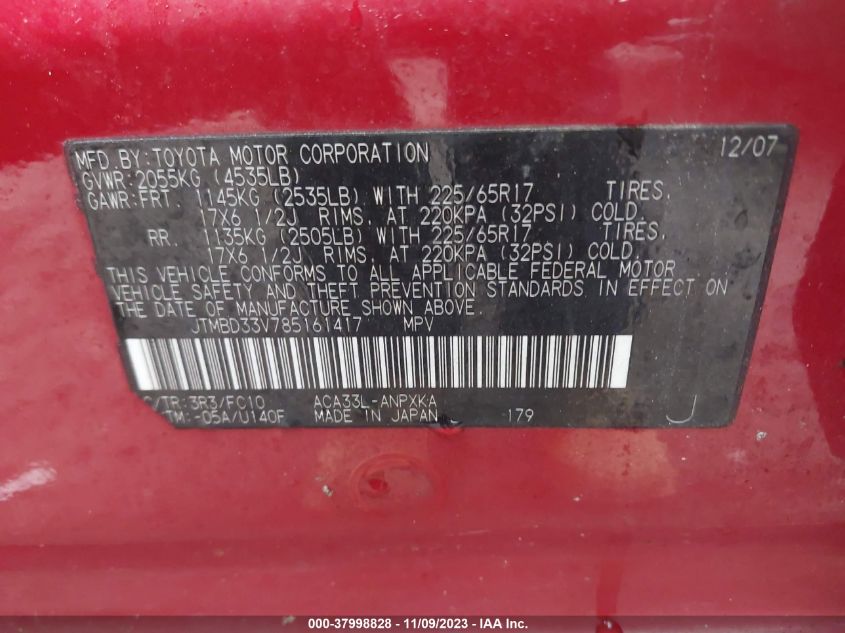 MFD.BY:TOYOTA MOTOR CORPORATION 12/07
GVWR:2055KG (4535LB)
GAWR:FRT. 1145KG (2535LB) WITH 225/65R17 TIRES,
17X6 1/2J RIMS, AT 220KPA (32PSI) COLD.
RR. 1135KG (2505LB) WITH 225/65R17 TIRES,
17X6 1/2J RIMS, AT 220KPA (32PSI) COLD.
THIS VEHICLE CONFORMS TO ALL APPLICABLE FEDERAL MOTOR
VEHICLE SAFETY AND THEFT PREVENTION STANDARDS IN EFFECT ON
THE DATE OF MANUFACTURE SHOWN ABOVE.
JTMBD33V785161417 MPV
C/TR:3R3/FC10 ACA33L-ANPXKA
TM:-05A/U140F MADE IN JAPAN 179 J
000-37998828 - 11/09/2023 - IAA Inc.